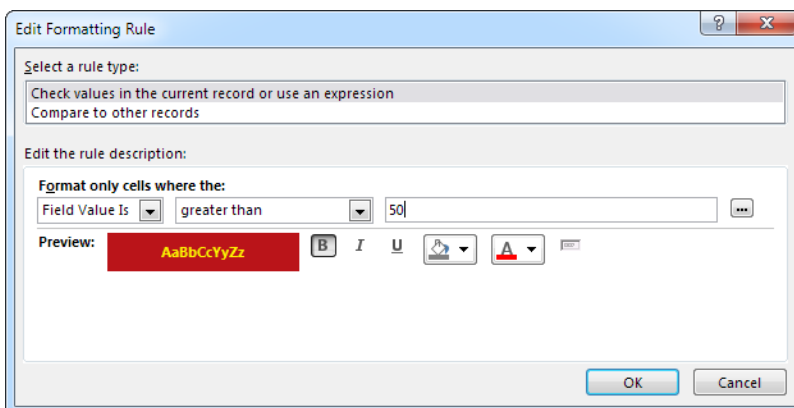 Edit Formatting Rule
?
Select a rule type:
Check values in the current record or use an expression
Compare to other records
Edit the rule description:
Format only cells where the:
Field Value Is greater than 50
...
Preview: AaBbCcYyZz B I U A
OK Cancel